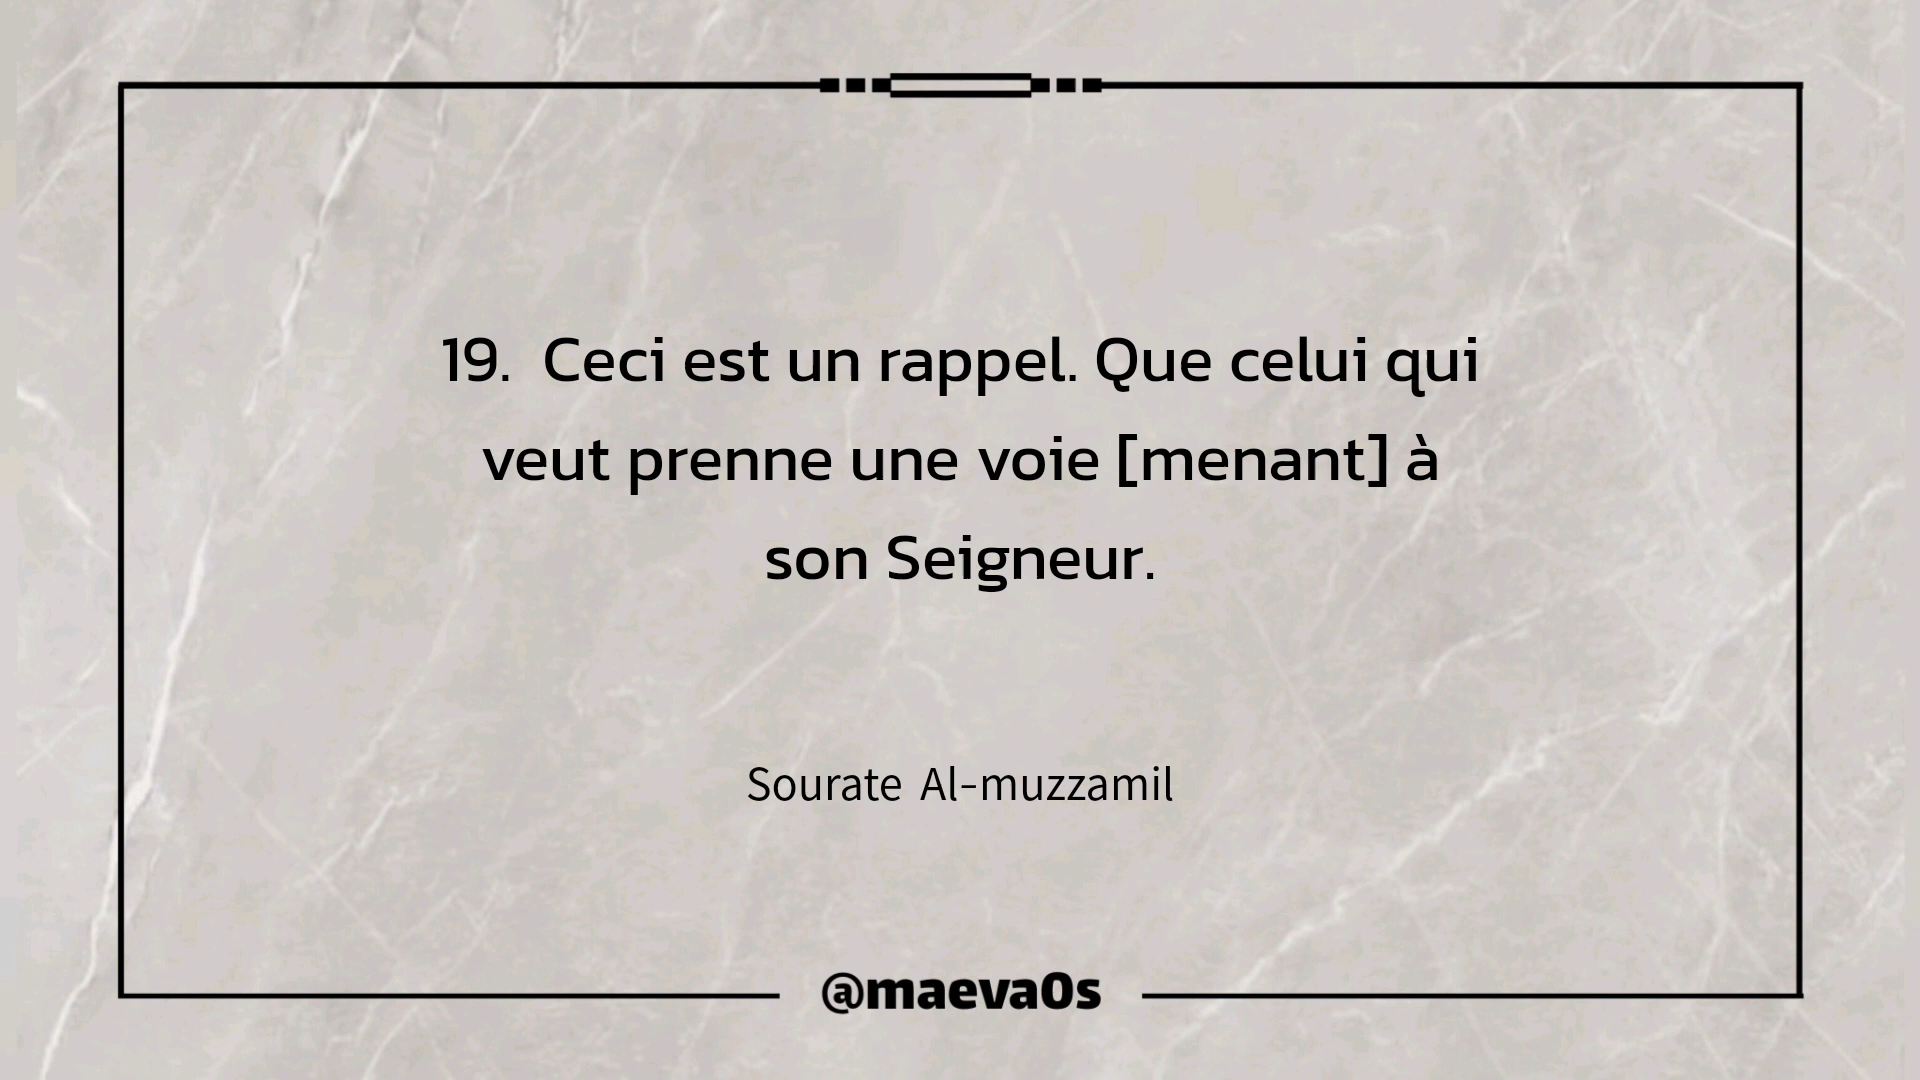 19. Ceci est un rappel. Que celui qui
veut prenne une voie [menant] à
son Seigneur.
Sourate Al-muzzamil
@maeva0s